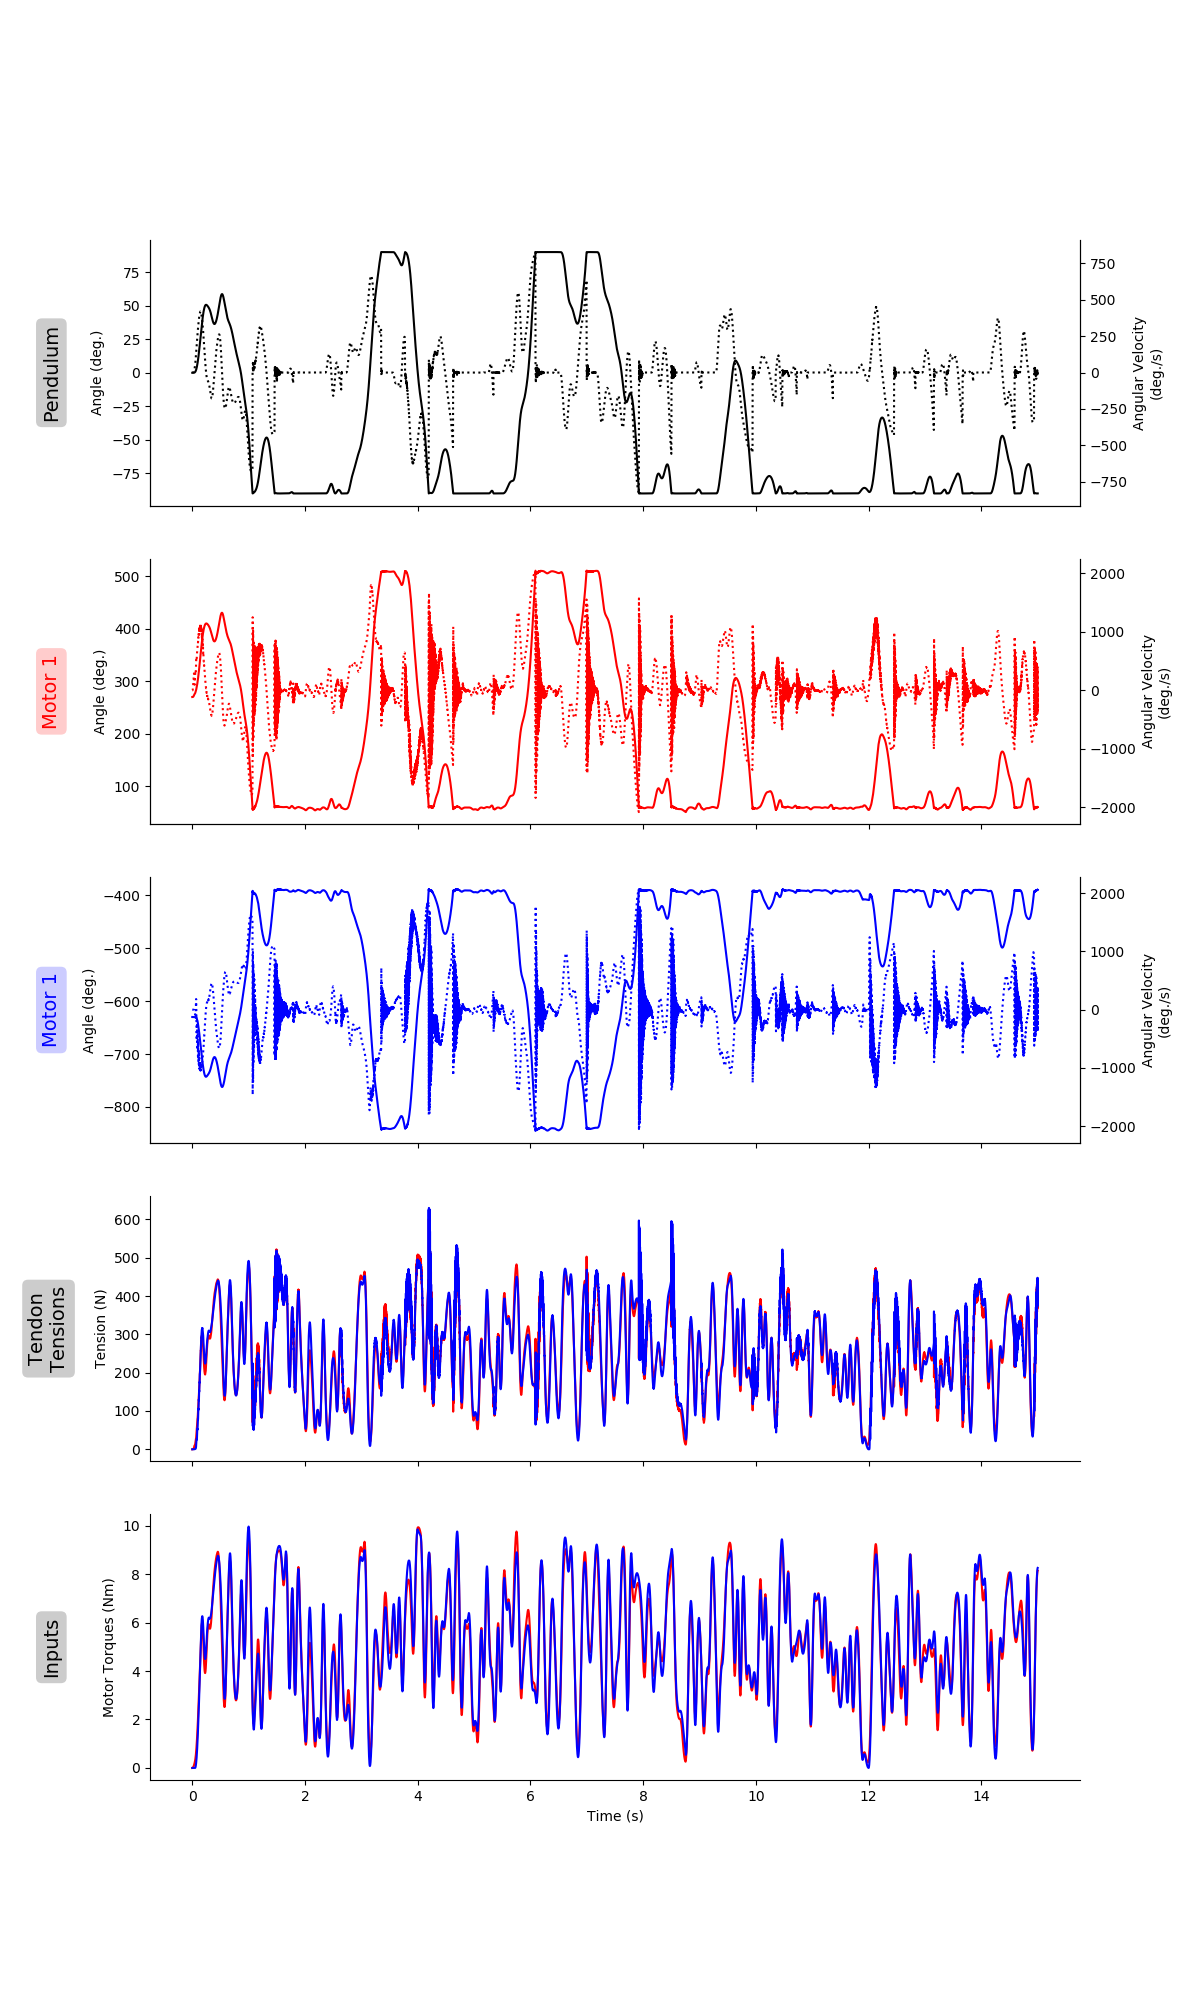 Pendulum
Angle (deg.)
75
50
25
0
−25
−50
−75
750
500
250
0
−250
−500
−750
Angular Velocity
(deg./s)
Motor 1
Angle (deg.)
500
400
300
200
100
2000
1000
0
−1000
−2000
Angular Velocity
(deg./s)
Motor 1
Angle (deg.)
−400
−500
−600
−700
−800
2000
1000
0
−1000
−2000
Angular Velocity
(deg./s)
Tendon
Tensions
Tension (N)
600
500
400
300
200
100
0
Inputs
Motor Torques (Nm)
10
8
6
4
2
0
0 2 4 6 8 10 12 14
Time (s)